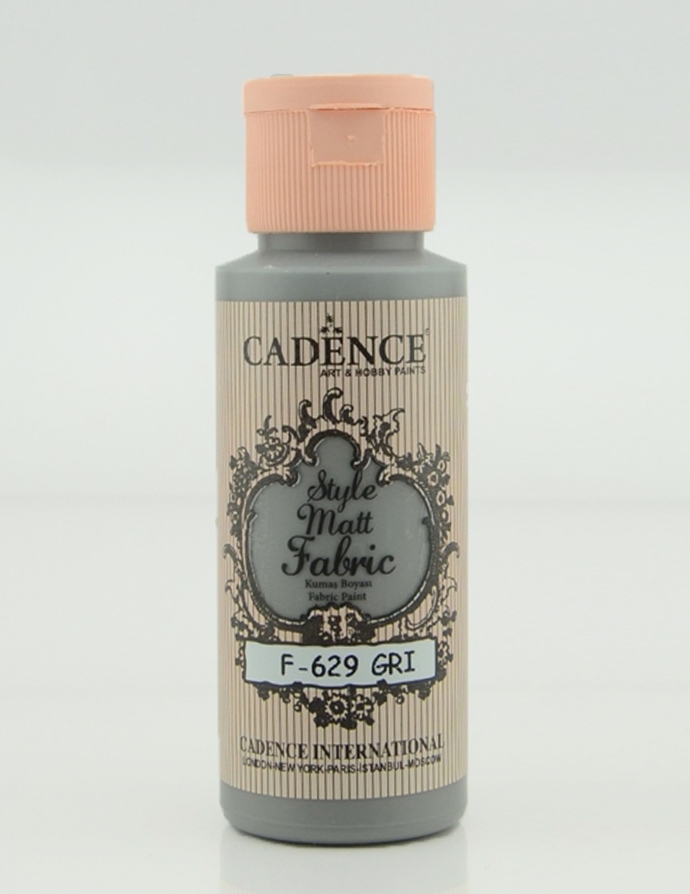 CADENCE
ART & HOBBY PAINTS
Style
Matt
Fabric
Kumaş Boyası
Fabric Paint
F-629 GRI
CADENCE INTERNATIONAL
LONDON-NEW YORK-PARIS-İSTANBUL-MOSCOW